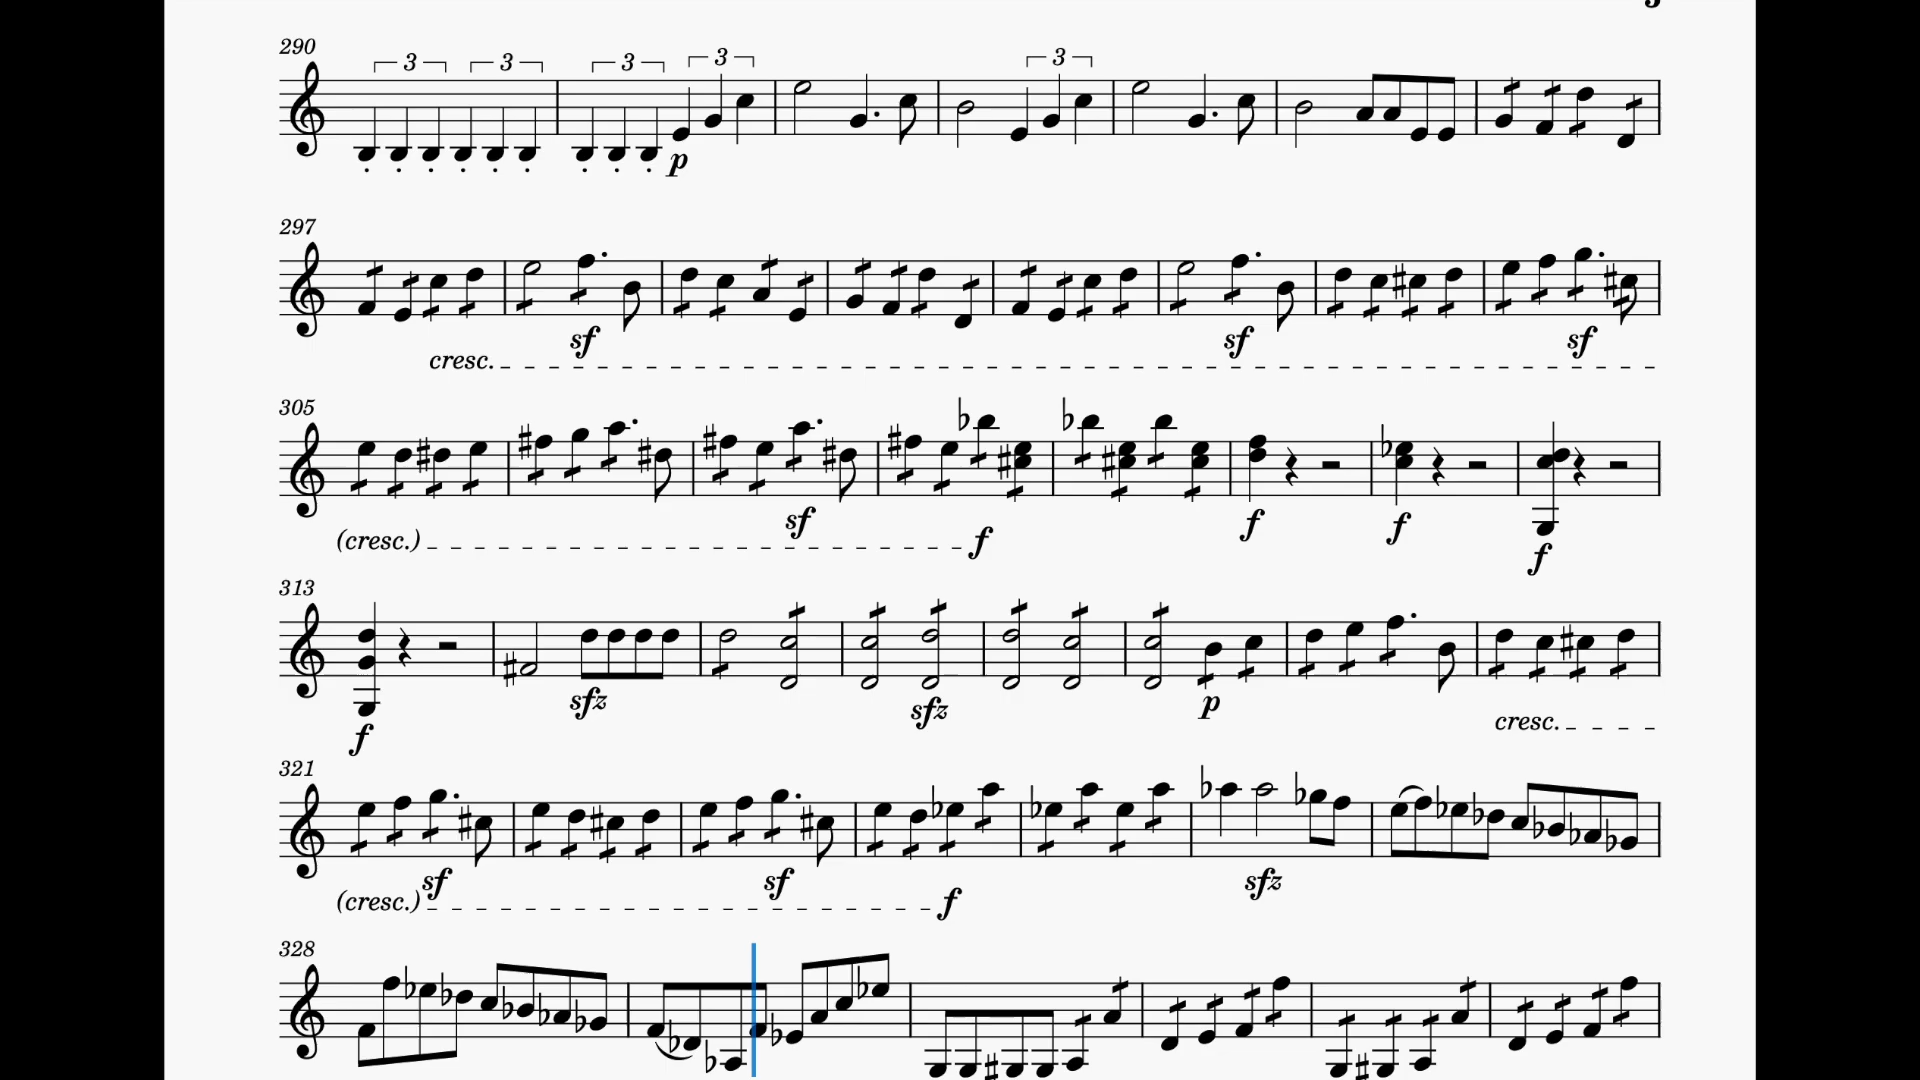 290 3 3 3 3 3
p
297
sf sf sf
cresc.
305
sf f f f
(cresc.) f
313
sfz sfz p
f cresc.
321
sf sf sfz
(cresc.) f
328